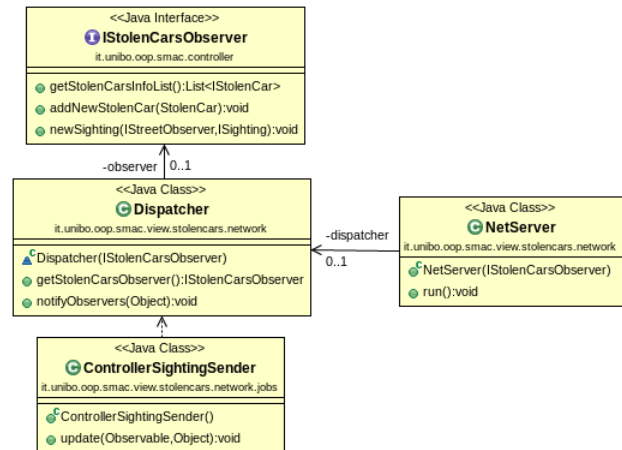 <<Java Interface>>
IStolenCarsObserver
it.unibo.oop.smac.controller
getStolenCarsInfoList():List<IStolenCar>
addNewStolenCar(StolenCar):void
newSighting(IStreetObserver,ISighting):void
-observer 0..1
<<Java Class>>
Dispatcher
it.unibo.oop.smac.view.stolencars.network
Dispatcher(IStolenCarsObserver)
getStolenCarsObserver():IStolenCarsObserver
notifyObservers(Object):void
-dispatcher
0..1
<<Java Class>>
NetServer
it.unibo.oop.smac.view.stolencars.network
NetServer(IStolenCarsObserver)
run():void
<<Java Class>>
ControllerSightingSender
it.unibo.oop.smac.view.stolencars.network.jobs
ControllerSightingSender()
update(Observable,Object):void